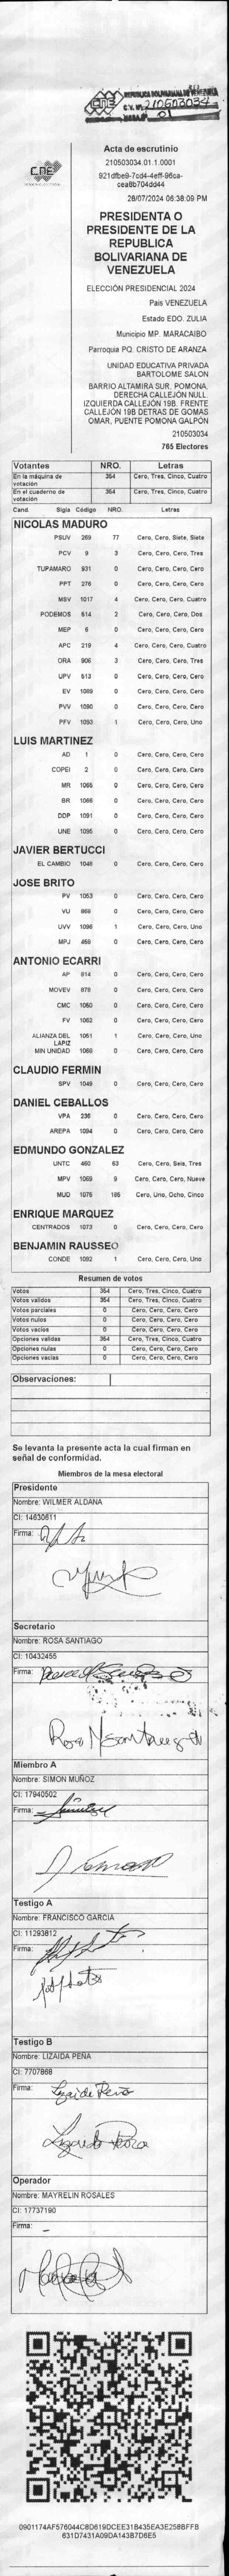 CNE
REPUBLICA BOLIVARIANA DE VENEZUELA
C.V. Nº: 210503034
MESA Nº 01
CNE
Acta de escrutinio
210503034.01.1.0001
921dfbe9-7cd4-4eff-96ca-
cea8b704dd44
28/07/2024 06:38:09 PM
PRESIDENTA O
PRESIDENTE DE LA
REPUBLICA
BOLIVARIANA DE
VENEZUELA
ELECCIÓN PRESIDENCIAL 2024
Pais VENEZUELA
Estado EDO. ZULIA
Municipio MP. MARACAIBO
Parroquia PQ. CRISTO DE ARANZA
UNIDAD EDUCATIVA PRIVADA
BARTOLOME SALON
BARRIO ALTAMIRA SUR, POMONA.
DERECHA CALLEJÓN NULL.
IZQUIERDA CALLEJÓN 19B. FRENTE
CALLEJÓN 19B DETRAS DE GOMAS
OMAR, PUENTE POMONA GALPÓN
210503034
765 Electores
Votantes NRO. Letras
En la máquina de votación 354 Cero, Tres, Cinco, Cuatro
En el cuaderno de votación 354 Cero, Tres, Cinco, Cuatro
Cand. Sigla Código NRO. Letras
NICOLAS MADURO
PSUV 269 77 Cero, Cero, Siete, Siete
PCV 9 3 Cero, Cero, Cero, Tres
TUPAMARO 931 0 Cero, Cero, Cero, Cero
PPT 276 0 Cero, Cero, Cero, Cero
MSV 1017 4 Cero, Cero, Cero, Cuatro
PODEMOS 514 2 Cero, Cero, Cero, Dos
MEP 6 0 Cero, Cero, Cero, Cero
APC 219 4 Cero, Cero, Cero, Cuatro
ORA 906 3 Cero, Cero, Cero, Tres
UPV 513 0 Cero, Cero, Cero, Cero
EV 1089 0 Cero, Cero, Cero, Cero
PVV 1090 0 Cero, Cero, Cero, Cero
PFV 1093 1 Cero, Cero, Cero, Uno
LUIS MARTINEZ
AD 1 0 Cero, Cero, Cero, Cero
COPEI 2 0 Cero, Cero, Cero, Cero
MR 1065 0 Cero, Cero, Cero, Cero
BR 1066 0 Cero, Cero, Cero, Cero
DDP 1091 0 Cero, Cero, Cero, Cero
UNE 1095 0 Cero, Cero, Cero, Cero
JAVIER BERTUCCI
EL CAMBIO 1048 0 Cero, Cero, Cero, Cero
JOSE BRITO
PV 1053 0 Cero, Cero, Cero, Cero
VU 868 0 Cero, Cero, Cero, Cero
UVV 1096 1 Cero, Cero, Cero, Uno
MPJ 459 0 Cero, Cero, Cero, Cero
ANTONIO ECARRI
AP 914 0 Cero, Cero, Cero, Cero
MOVEV 878 0 Cero, Cero, Cero, Cero
CMC 1050 0 Cero, Cero, Cero, Cero
FV 1062 0 Cero, Cero, Cero, Cero
ALIANZA DEL LAPIZ 1051 1 Cero, Cero, Cero, Uno
MIN UNIDAD 1069 0 Cero, Cero, Cero, Cero
CLAUDIO FERMIN
SPV 1049 0 Cero, Cero, Cero, Cero
DANIEL CEBALLOS
VPA 236 0 Cero, Cero, Cero, Cero
AREPA 1094 0 Cero, Cero, Cero, Cero
EDMUNDO GONZALEZ
UNTC 460 63 Cero, Cero, Seis, Tres
MPV 1069 9 Cero, Cero, Cero, Nueve
MUD 1076 185 Cero, Uno, Ocho, Cinco
ENRIQUE MARQUEZ
CENTRADOS 1073 0 Cero, Cero, Cero, Cero
BENJAMIN RAUSSEO
CONDE 1092 1 Cero, Cero, Cero, Uno
Resumen de votos
Votos 354 Cero, Tres, Cinco, Cuatro
Votos validos 354 Cero, Tres, Cinco, Cuatro
Votos parciales 0 Cero, Cero, Cero, Cero
Votos nulos 0 Cero, Cero, Cero, Cero
Votos vacios 0 Cero, Cero, Cero, Cero
Opciones validas 354 Cero, Tres, Cinco, Cuatro
Opciones nulas 0 Cero, Cero, Cero, Cero
Opciones vacias 0 Cero, Cero, Cero, Cero
Observaciones:
Se levanta la presente acta la cual firman en
señal de conformidad.
Miembros de la mesa electoral
Presidente
Nombre: WILMER ALDANA
CI: 14630611
Firma:
Secretario
Nombre: ROSA SANTIAGO
CI: 10432455
Firma:
Rosa Santiago
Miembro A
Nombre: SIMON MUÑOZ
CI: 17940502
Firma:
Testigo A
Nombre: FRANCISCO GARCIA
CI: 11293812
Firma:
Testigo B
Nombre: LIZAIDA PEÑA
CI: 7707868
Firma: Lizaida Peña
Lizaida Peña
Operador
Nombre: MAYRELIN ROSALES
CI: 17737190
Firma:
0901174AF576044C8D619DCEE31B435EA3E258BFFB
631D7431A09DA143B7D6E5